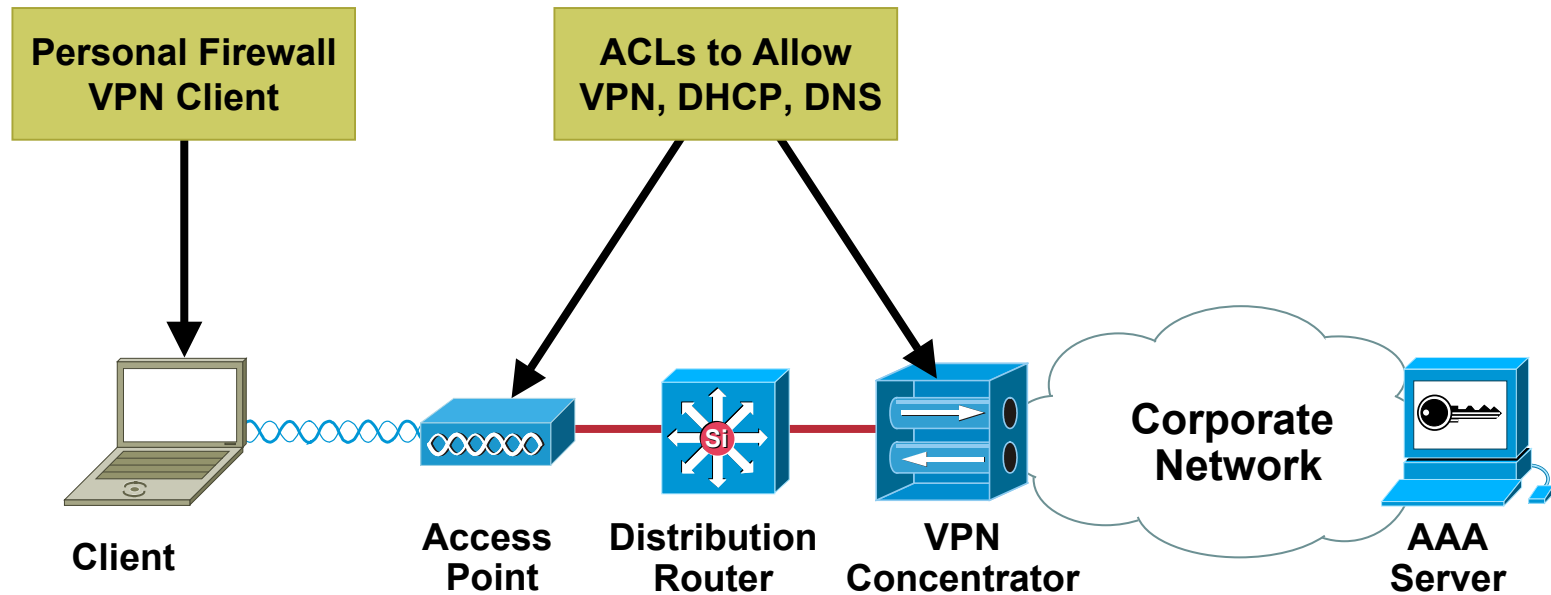 Personal Firewall
VPN Client
ACLs to Allow
VPN, DHCP, DNS
Si
Corporate
Network
Client
Access
Point
Distribution
Router
VPN
Concentrator
AAA
Server